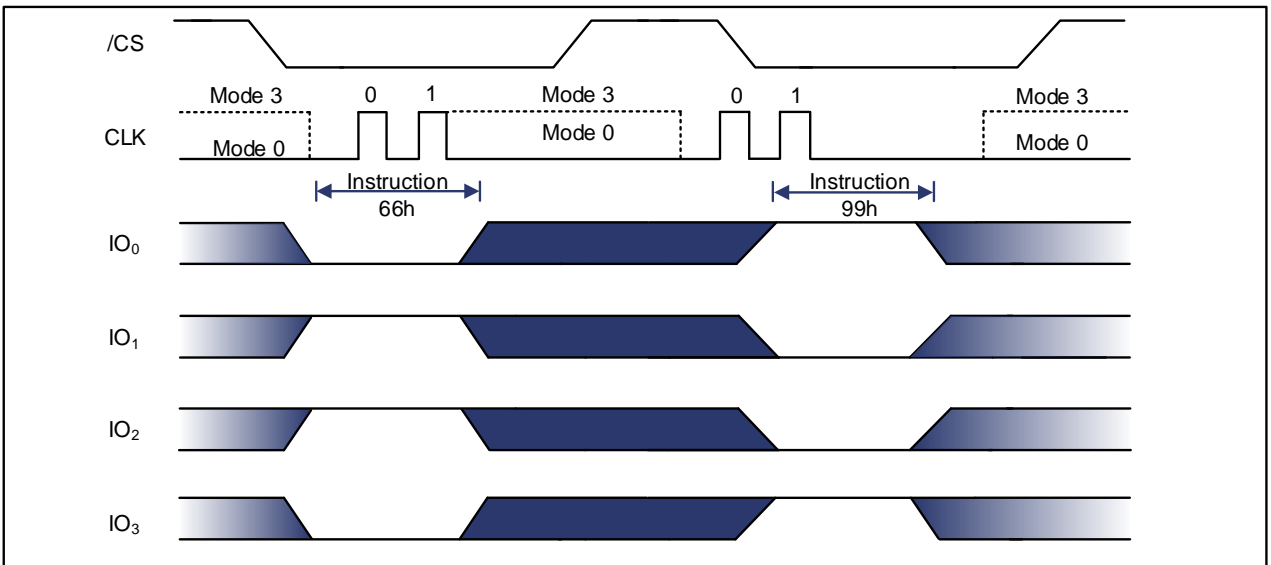 /CS
Mode 3 0 1 Mode 3 0 1 Mode 3
CLK
Mode 0 Mode 0 Mode 0
Instruction Instruction
66h 99h
IO₀
IO₁
IO₂
IO₃